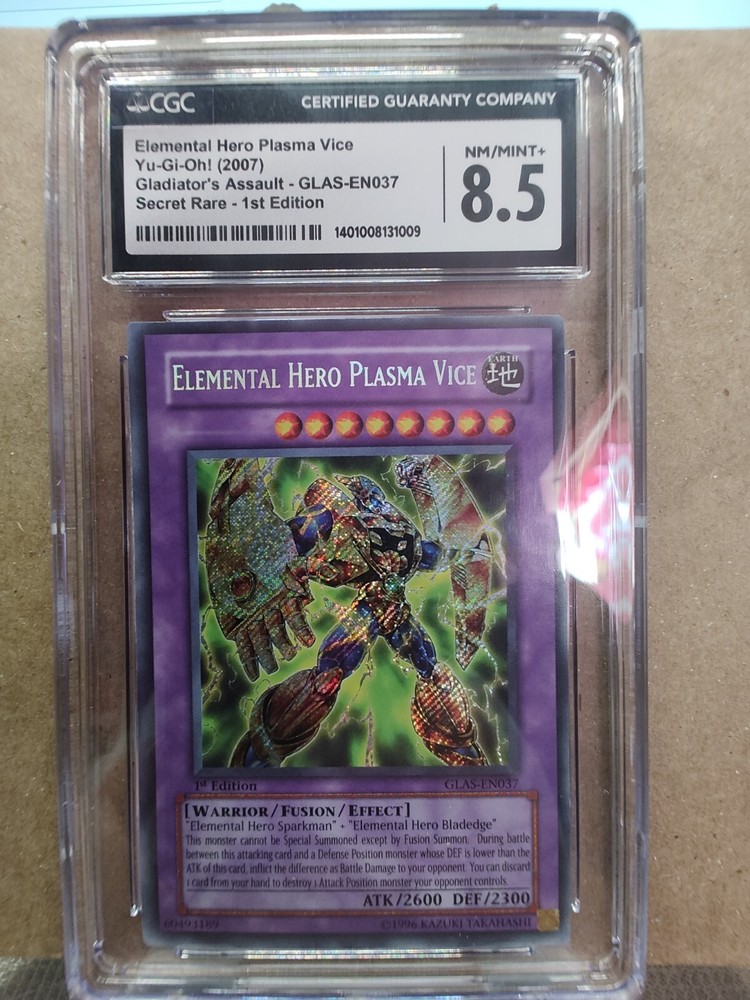 CGC CERTIFIED GUARANTY COMPANY
Elemental Hero Plasma Vice
Yu-Gi-Oh! (2007)
Gladiator's Assault - GLAS-EN037
Secret Rare - 1st Edition
1401008131009
NM/MINT+
8.5
ELEMENTAL HERO PLASMA VICE
EARTH
地
1st Edition GLAS-EN037
[WARRIOR/FUSION/EFFECT]
"Elemental Hero Sparkman" + "Elemental Hero Bladedge"
This monster cannot be Special Summoned except by Fusion Summon. During battle
between this attacking card and a Defense Position monster whose DEF is lower than the
ATK of this card, inflict the difference as Battle Damage to your opponent. You can discard
1 card from your hand to destroy 1 Attack Position monster your opponent controls.
ATK/2600 DEF/2300
60493189 ©1996 KAZUKI TAKAHASHI